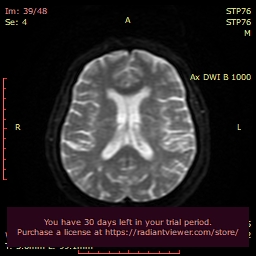 Im: 39/48
Se: 4
A
STP76
STP76
M
Ax DWI B 1000
R
L
You have 30 days left in your trial period.
Purchase a license at https://radiantviewer.com/store/